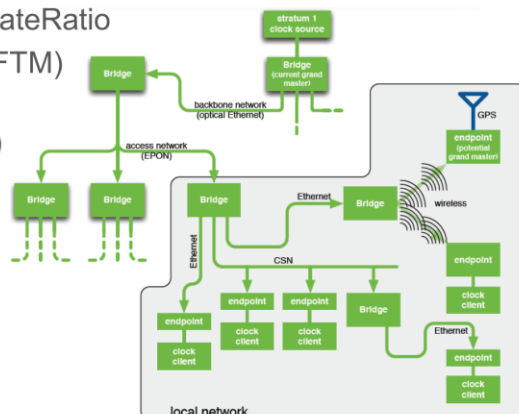 ateRatio
FTM)
)
stratum 1
clock source
Bridge
(current grand
master)
Bridge
backbone network
(optical Ethernet)
access network
(EPON)
GPS
endpoint
(potential
grand master)
Bridge
Bridge
Bridge
Ethernet
Bridge
wireless
Ethernet
CSN
endpoint
clock
client
endpoint
endpoint
Bridge
endpoint
clock
client
clock
client
clock
client
Ethernet
endpoint
clock
client
local network